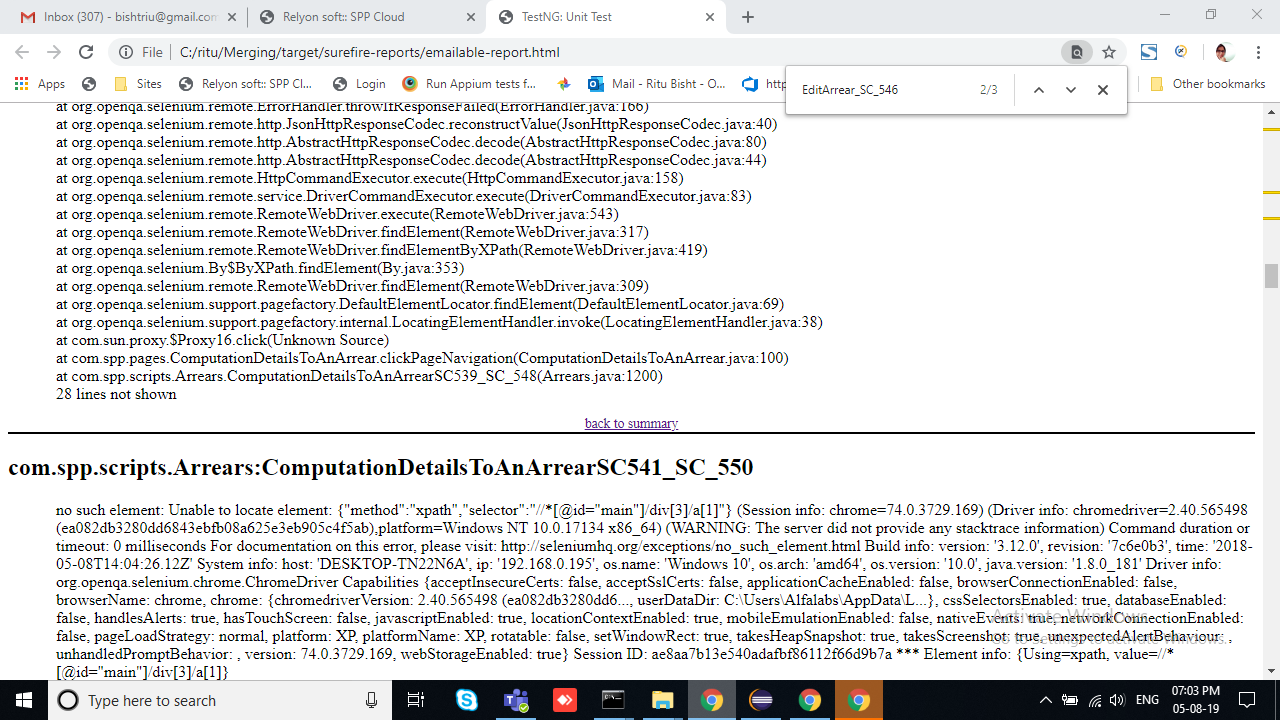 Inbox (307) - bishtriu@gmail.con
Relyon soft:: SPP Cloud
TestNG: Unit Test
File | C:/ritu/Merging/target/surefire-reports/emailable-report.html
Apps
Sites
Relyon soft:: SPP Cl...
Login
Run Appium tests f...
Mail - Ritu Bisht - O...
http
Other bookmarks
EditArrear_SC_546 2/3
at org.openqa.selenium.remote.ErrorHandler.throwIfResponseFailed(ErrorHandler.java:166)
at org.openqa.selenium.remote.http.JsonHttpResponseCodec.reconstructValue(JsonHttpResponseCodec.java:40)
at org.openqa.selenium.remote.http.AbstractHttpResponseCodec.decode(AbstractHttpResponseCodec.java:80)
at org.openqa.selenium.remote.http.AbstractHttpResponseCodec.decode(AbstractHttpResponseCodec.java:44)
at org.openqa.selenium.remote.HttpCommandExecutor.execute(HttpCommandExecutor.java:158)
at org.openqa.selenium.remote.service.DriverCommandExecutor.execute(DriverCommandExecutor.java:83)
at org.openqa.selenium.remote.RemoteWebDriver.execute(RemoteWebDriver.java:543)
at org.openqa.selenium.remote.RemoteWebDriver.findElement(RemoteWebDriver.java:317)
at org.openqa.selenium.remote.RemoteWebDriver.findElementByXPath(RemoteWebDriver.java:419)
at org.openqa.selenium.By$ByXPath.findElement(By.java:353)
at org.openqa.selenium.remote.RemoteWebDriver.findElement(RemoteWebDriver.java:309)
at org.openqa.selenium.support.pagefactory.DefaultElementLocator.findElement(DefaultElementLocator.java:69)
at org.openqa.selenium.support.pagefactory.internal.LocatingElementHandler.invoke(LocatingElementHandler.java:38)
at com.sun.proxy.$Proxy16.click(Unknown Source)
at com.spp.pages.ComputationDetailsToAnArrear.clickPageNavigation(ComputationDetailsToAnArrear.java:100)
at com.spp.scripts.Arrears.ComputationDetailsToAnArrearSC539_SC_548(Arrears.java:1200)
28 lines not shown
back to summary
com.spp.scripts.Arrears:ComputationDetailsToAnArrearSC541_SC_550
no such element: Unable to locate element: {"method":"xpath","selector":"//*[@id="main"]/div[3]/a[1]"} (Session info: chrome=74.0.3729.169) (Driver info: chromedriver=2.40.565498
(ea082db3280dd6843ebfb08a625e3eb905c4f5ab),platform=Windows NT 10.0.17134 x86_64) (WARNING: The server did not provide any stacktrace information) Command duration or
timeout: 0 milliseconds For documentation on this error, please visit: http://seleniumhq.org/exceptions/no_such_element.html Build info: version: '3.12.0', revision: '7c6e0b3', time: '2018-
05-08T14:04:26.12Z' System info: host: 'DESKTOP-TN22N6A', ip: '192.168.0.195', os.name: 'Windows 10', os.arch: 'amd64', os.version: '10.0', java.version: '1.8.0_181' Driver info:
org.openqa.selenium.chrome.ChromeDriver Capabilities {acceptInsecureCerts: false, acceptSslCerts: false, applicationCacheEnabled: false, browserConnectionEnabled: false,
browserName: chrome, chrome: {chromedriverVersion: 2.40.565498 (ea082db3280dd6..., userDataDir: C:\Users\Alfalabs\AppData\L...}, cssSelectorsEnabled: true, databaseEnabled:
false, handlesAlerts: true, hasTouchScreen: false, javascriptEnabled: true, locationContextEnabled: true, mobileEmulationEnabled: false, nativeEvents: true, networkConnectionEnabled:
false, pageLoadStrategy: normal, platform: XP, platformName: XP, rotatable: false, setWindowRect: true, takesHeapSnapshot: true, takesScreenshot: true, unexpectedAlertBehaviour: ,
unhandledPromptBehavior: , version: 74.0.3729.169, webStorageEnabled: true} Session ID: ae8aa7b13e540adafbf86112f66d9b7a *** Element info: {Using=xpath, value=//*
[@id="main"]/div[3]/a[1]}
Activate Windows
Go to Settings to activate Windows.
Type here to search
ENG
07:03 PM
05-08-19